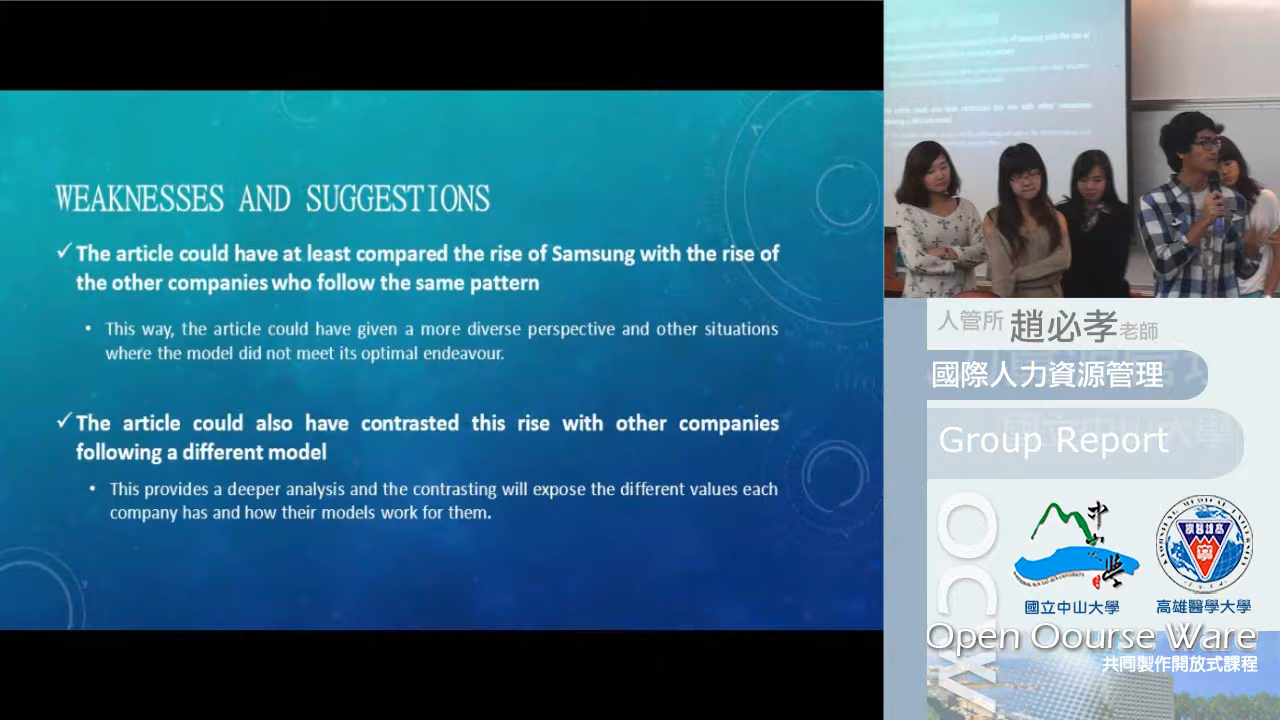 WEAKNESSES AND SUGGESTIONS
✓ The article could have at least compared the rise of Samsung with the rise of
the other companies who follow the same pattern
• This way, the article could have given a more diverse perspective and other situations
where the model did not meet its optimal endeavour.
✓ The article could also have contrasted this rise with other companies
following a different model
• This provides a deeper analysis and the contrasting will expose the different values each
company has and how their models work for them.
人管所 趙必孝老師
國際人力資源管理
Group Report
OCW
國立中山大學
高雄醫學大學
Open Oourse Ware
共同製作開放式課程